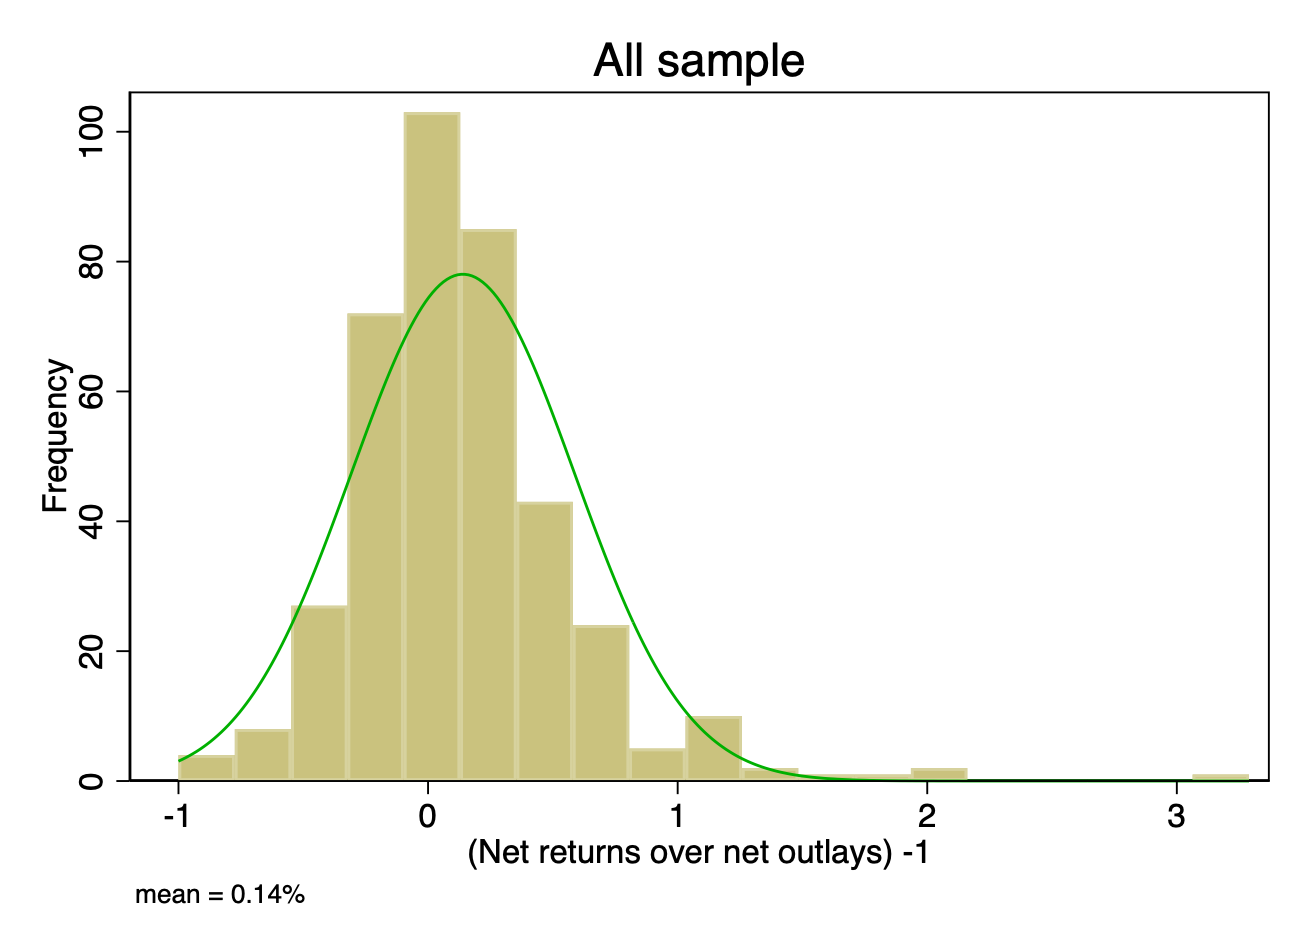 All sample
Frequency
100
80
60
40
20
0
-1 0 1 2 3
(Net returns over net outlays) -1
mean = 0.14%